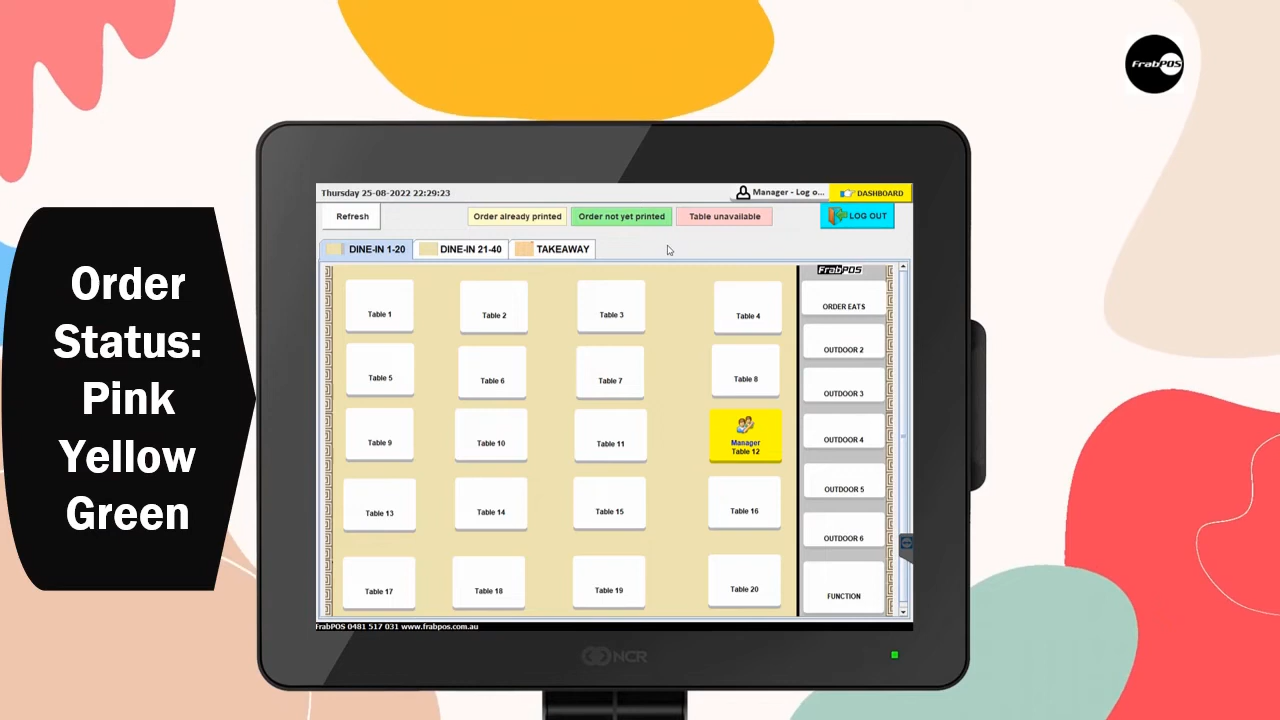 FrabPOS
Order
Status:
Pink
Yellow
Green
Thursday 25-08-2022 22:29:23
Manager - Log o...
DASHBOARD
Refresh
Order already printed
Order not yet printed
Table unavailable
LOG OUT
DINE-IN 1-20
DINE-IN 21-40
TAKEAWAY
FrabPOS
Table 1
Table 2
Table 3
Table 4
ORDER EATS
Table 5
Table 6
Table 7
Table 8
OUTDOOR 2
OUTDOOR 3
Table 9
Table 10
Table 11
Manager
Table 12
OUTDOOR 4
Table 13
Table 14
Table 15
Table 16
OUTDOOR 5
OUTDOOR 6
Table 17
Table 18
Table 19
Table 20
FUNCTION
FrabPOS 0481 517 031 www.frabpos.com.au
NCR